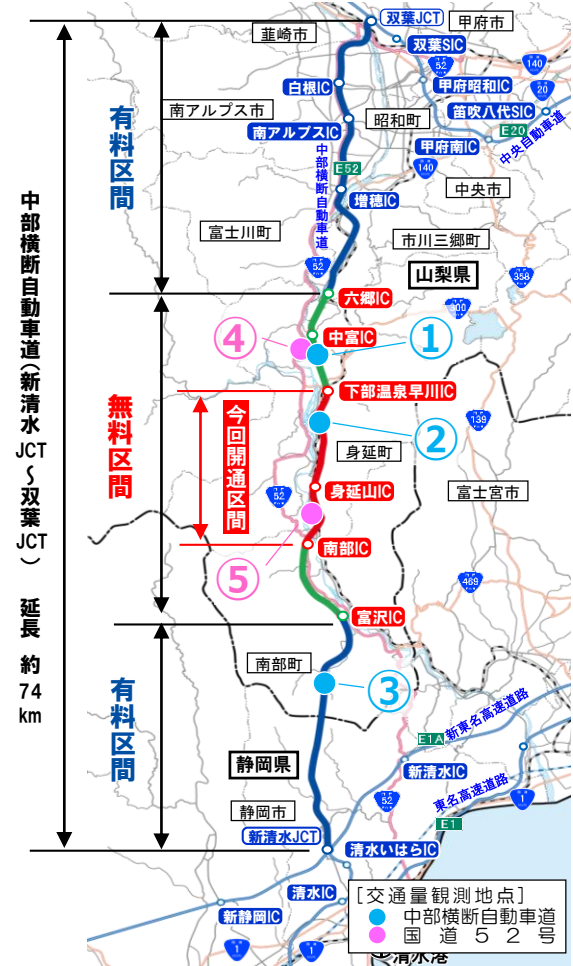 双葉JCT
甲府市
韮崎市
双葉SIC
52
140
白根IC
甲府昭和IC
20
有料区間
南アルプス市
昭和町
笛吹八代SIC
南アルプスIC
E20
中央自動車道
甲府南IC
中部横断自動車道
E52
140
中央市
増穂IC
富士川町
市川三郷町
52
山梨県
358
六郷IC
300
④
中富IC
①
下部温泉早川IC
無料区間
今回開通区間
②
139
身延町
身延山IC
富士宮市
52
南部IC
⑤
469
富沢IC
中部横断自動車道(新清水JCT～双葉JCT) 延長 約74km
南部町
③
有料区間
新東名高速道路
E1A
静岡県
新清水IC
東名高速道路
52
1
静岡市
E1
新清水JCT
清水いはらIC
清水IC
新静岡IC
1
1
清水港
[交通量観測地点]
中部横断自動車道
国道52号